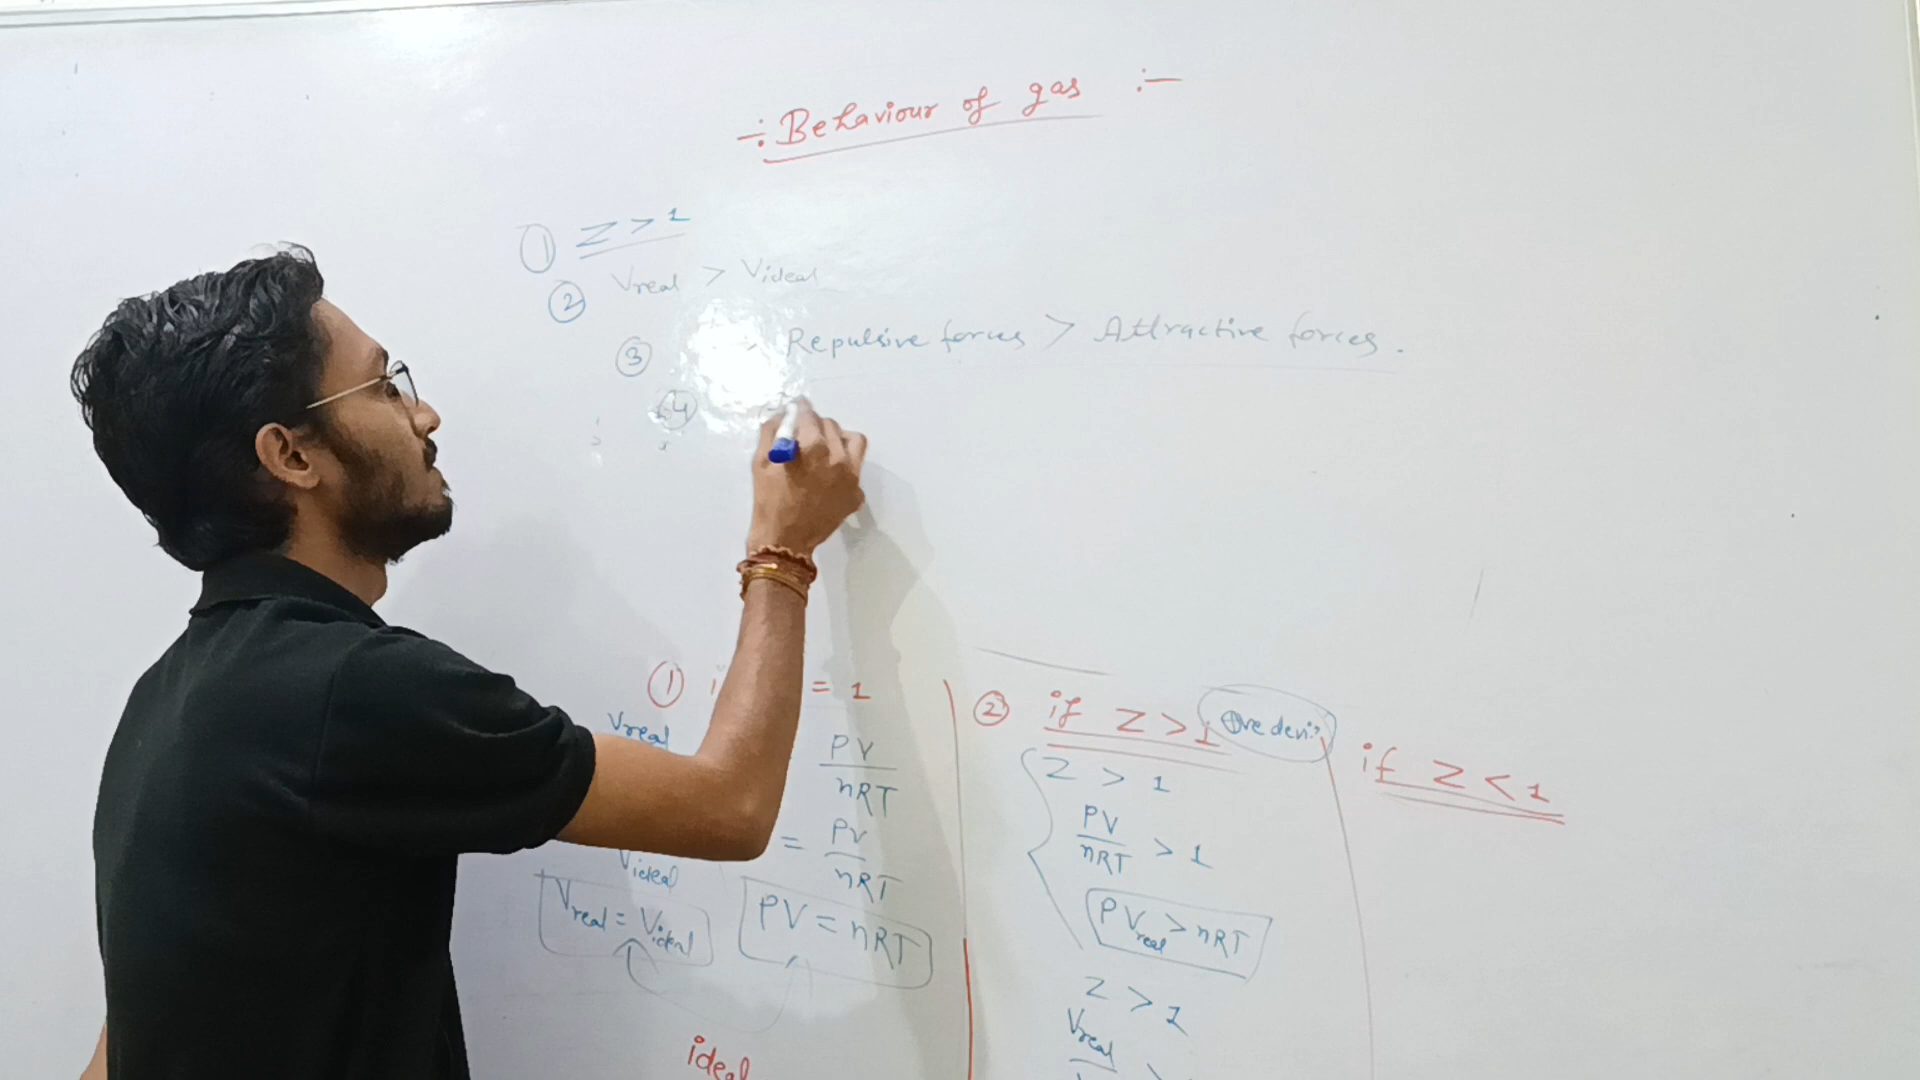 ÷ Behaviour of gas :-
① Z > 1
② Vreal > Videal
③ Repulsive forces > Attractive forces.
④
① = 1
Vreal
PV
nRT
= PV
nRT
Videal
Vreal = Videal
PV = nRT
ideal
② if Z > 1 ⊕ve devi:
Z > 1
PV
nRT > 1
PVreal > nRT
Z > 1
Vreal
if Z < 1